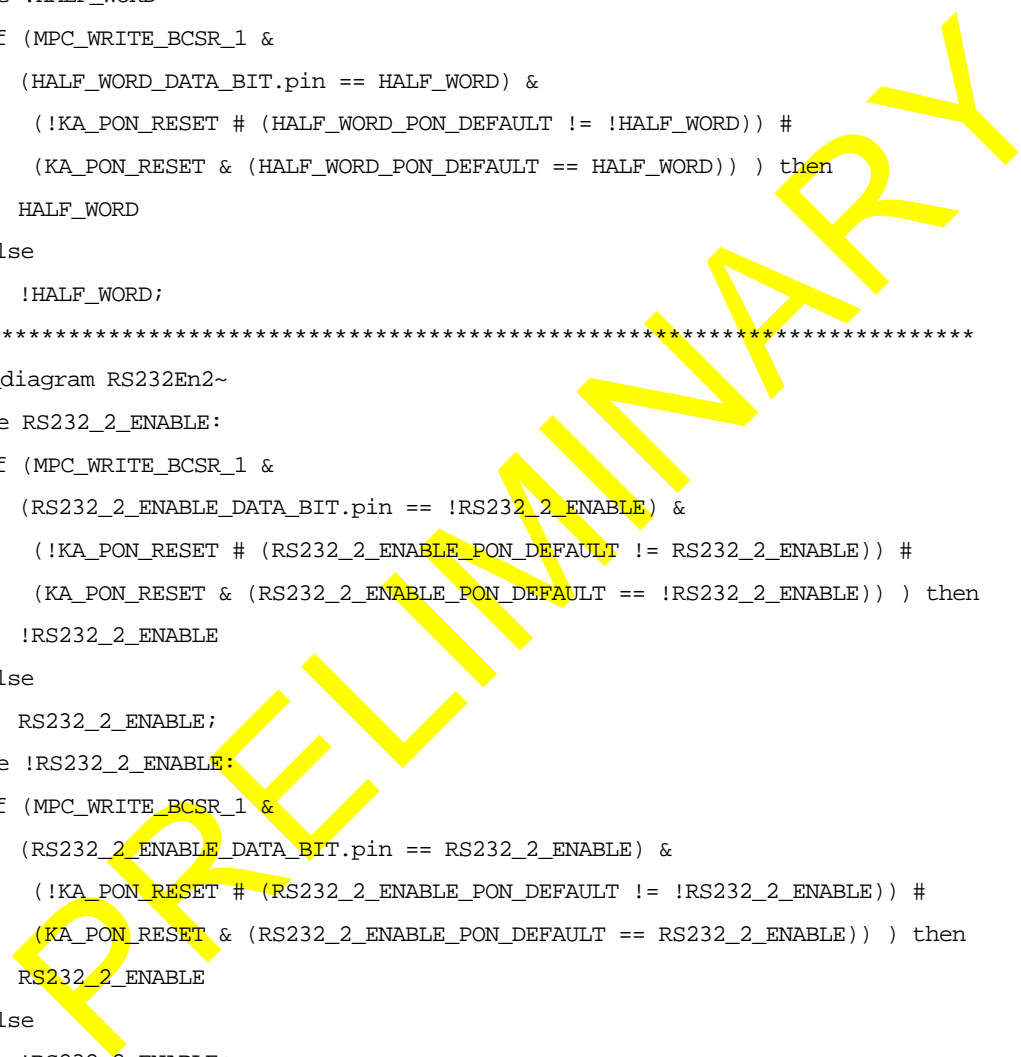 f (MPC_WRITE_BCSR_1 &
(HALF_WORD_DATA_BIT.pin == HALF_WORD) &
(!KA_PON_RESET # (HALF_WORD_PON_DEFAULT != !HALF_WORD)) #
(KA_PON_RESET & (HALF_WORD_PON_DEFAULT == HALF_WORD)) ) then
HALF_WORD
lse
!HALF_WORD;
*************************************************************************
_diagram RS232En2~
e RS232_2_ENABLE:
f (MPC_WRITE_BCSR_1 &
(RS232_2_ENABLE_DATA_BIT.pin == !RS232_2_ENABLE) &
(!KA_PON_RESET # (RS232_2_ENABLE_PON_DEFAULT != RS232_2_ENABLE)) #
(KA_PON_RESET & (RS232_2_ENABLE_PON_DEFAULT == !RS232_2_ENABLE)) ) then
!RS232_2_ENABLE
lse
RS232_2_ENABLE;
e !RS232_2_ENABLE:
f (MPC_WRITE_BCSR_1 &
(RS232_2_ENABLE_DATA_BIT.pin == RS232_2_ENABLE) &
(!KA_PON_RESET # (RS232_2_ENABLE_PON_DEFAULT != !RS232_2_ENABLE)) #
(KA_PON_RESET & (RS232_2_ENABLE_PON_DEFAULT == RS232_2_ENABLE)) ) then
RS232_2_ENABLE
lse
PRELIMINARY